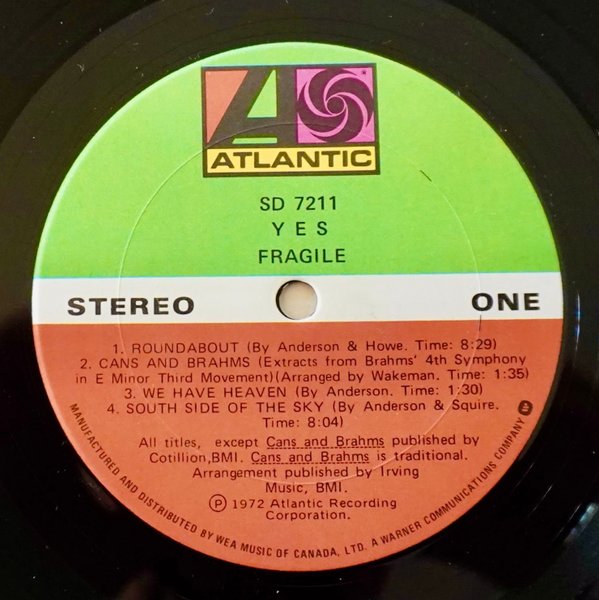 ATLANTIC
SD 7211
YES
FRAGILE
STEREO
ONE
1. ROUNDABOUT (By Anderson & Howe. Time: 8:29)
2. CANS AND BRAHMS (Extracts from Brahms' 4th Symphony
in E Minor Third Movement)(Arranged by Wakeman. Time: 1:35)
3. WE HAVE HEAVEN (By Anderson. Time: 1:30)
4. SOUTH SIDE OF THE SKY (By Anderson & Squire.
Time: 8:04)
All titles, except Cans and Brahms published by
Cotillion,BMI. Cans and Brahms is traditional.
Arrangement published by Irving
Music, BMI.
Ⓟ 1972 Atlantic Recording
Corporation.
MANUFACTURED AND DISTRIBUTED BY WEA MUSIC OF CANADA, LTD. A WARNER COMMUNICATIONS COMPANY